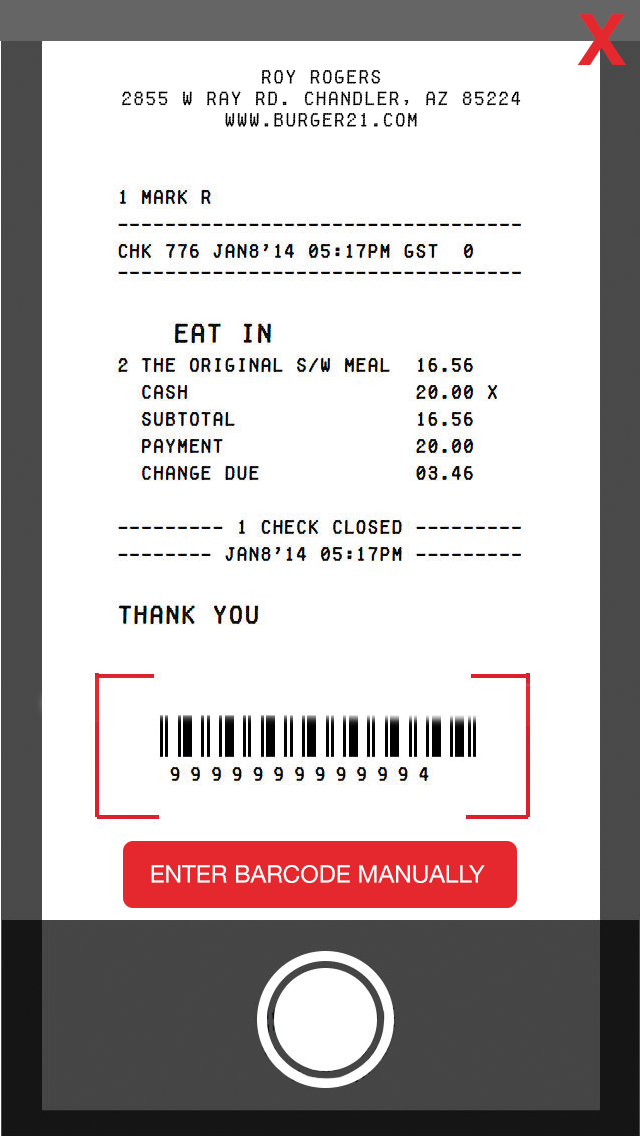 X
ROY ROGERS
2855 W RAY RD. CHANDLER, AZ 85224
WWW.BURGER21.COM
1 MARK R
----------------------------------
CHK 776 JAN8'14 05:17PM GST 0
----------------------------------
EAT IN
2 THE ORIGINAL S/W MEAL 16.56
CASH 20.00 X
SUBTOTAL 16.56
PAYMENT 20.00
CHANGE DUE 03.46
--------- 1 CHECK CLOSED ---------
-------- JAN8'14 05:17PM ---------
THANK YOU
9999999999994
ENTER BARCODE MANUALLY